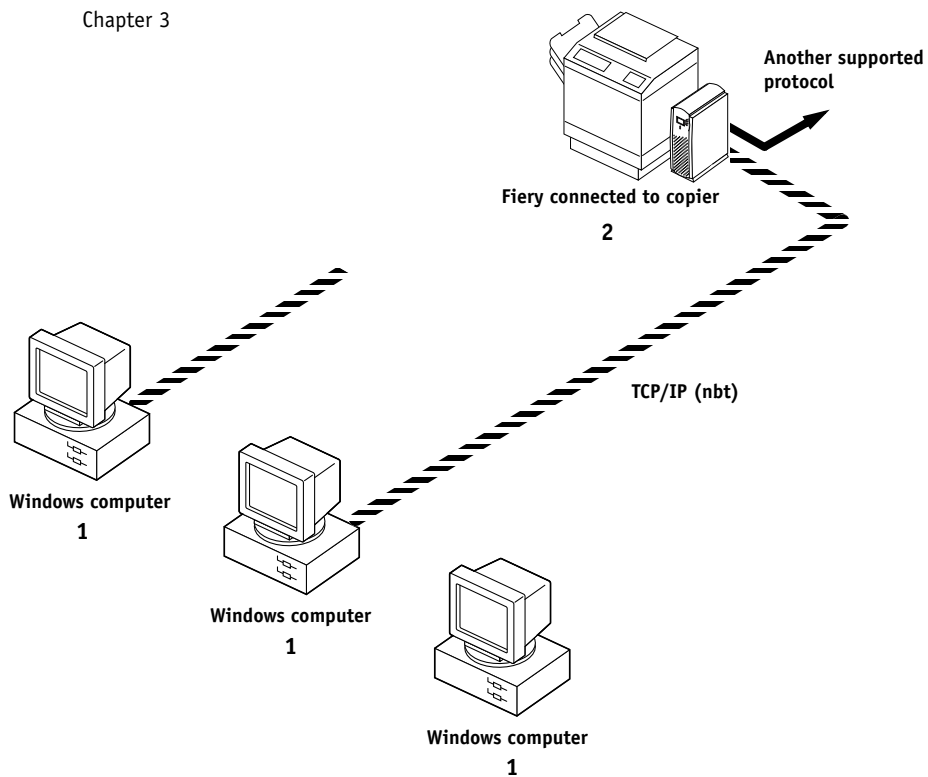 Chapter 3
Another supported
protocol
Fiery connected to copier
2
TCP/IP (nbt)
Windows computer
1
Windows computer
1
Windows computer
1